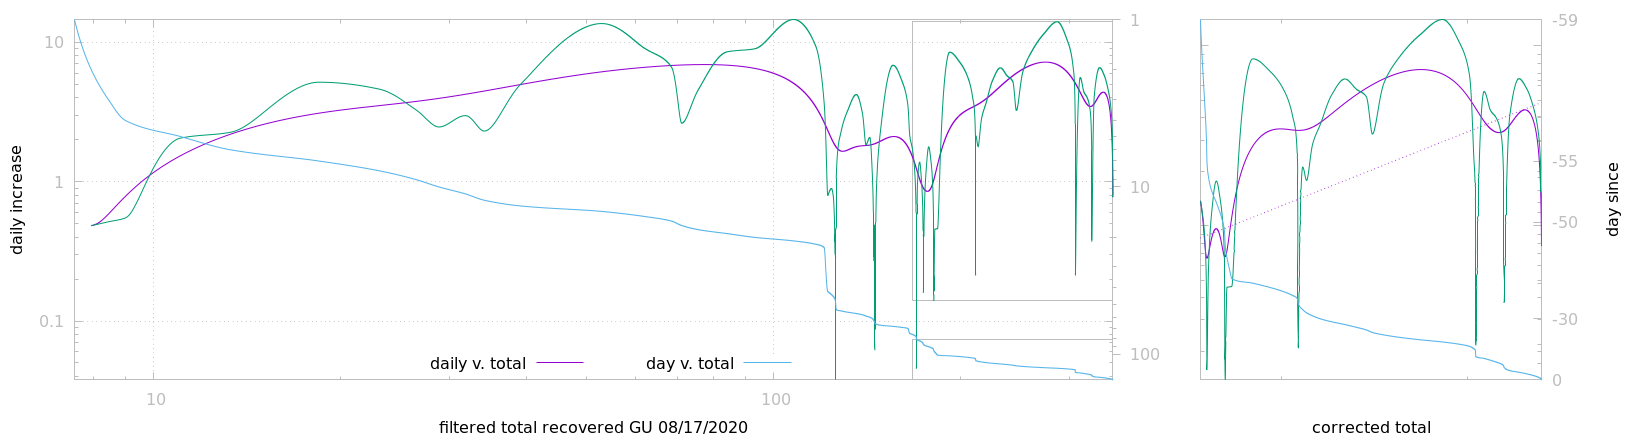 10
1
0.1
daily increase
10
100
filtered total recovered GU 08/17/2020
daily v. total
day v. total
1
10
100
-59
-55
-50
-30
0
day since
corrected total